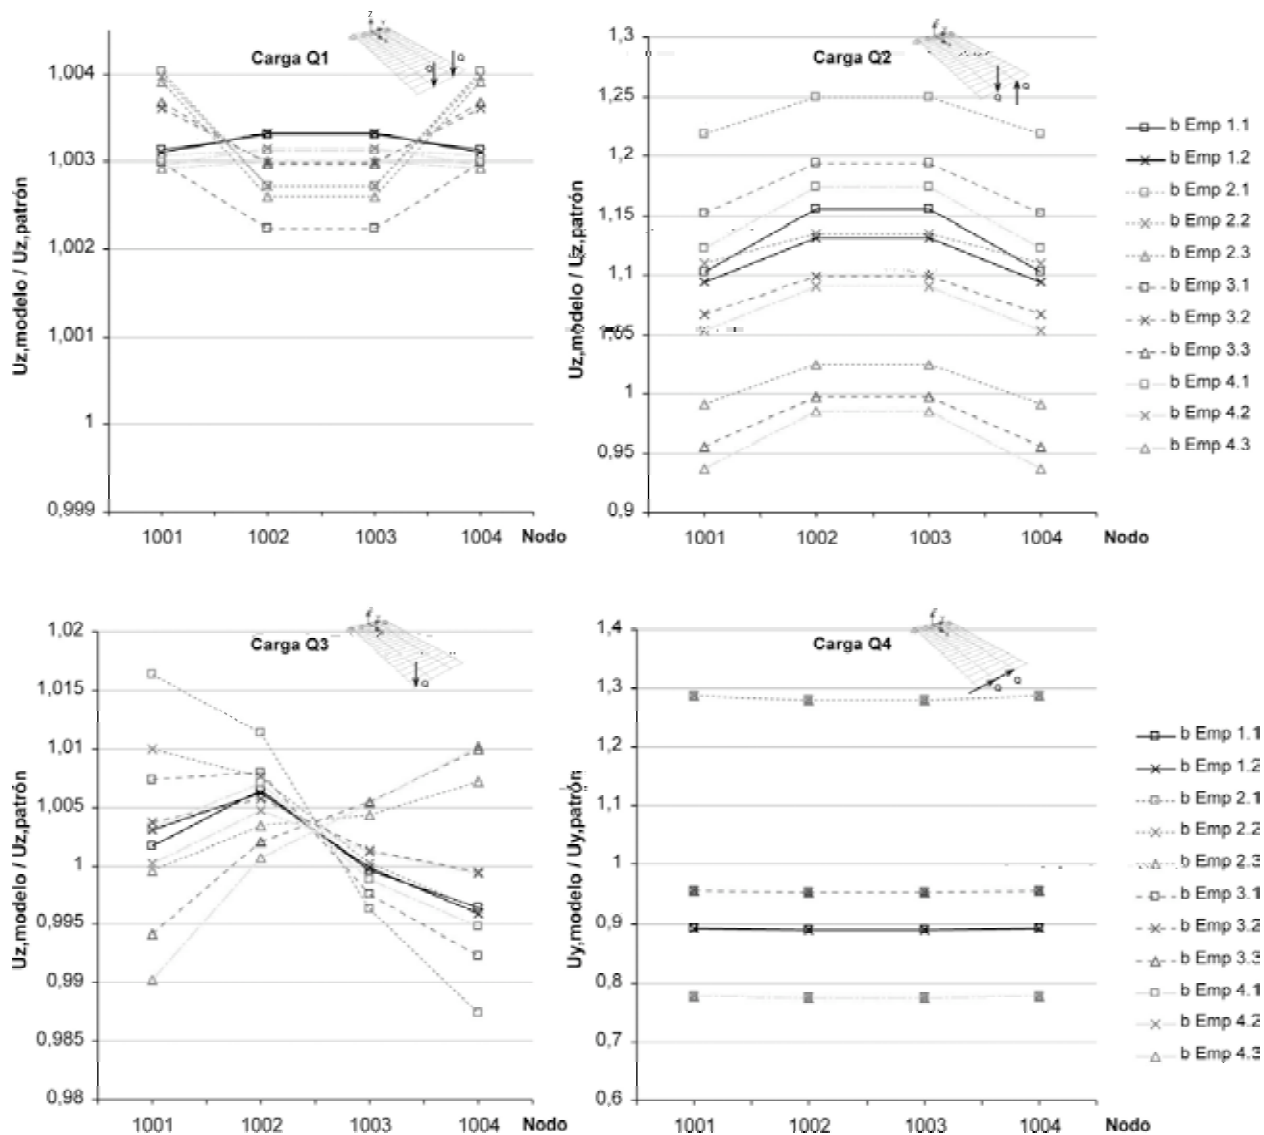 Carga Q1
Uz,modelo / Uz,patrón
1,004
1,003
1,002
1,001
1
0,999
1001 1002 1003 1004 Nodo
Z
Q Q
Carga Q2
Uz,modelo / Uz,patrón
1,3
1,25
1,2
1,15
1,1
1,05
1
0,95
0,9
1001 1002 1003 1004 Nodo
Q Q
b Emp 1.1
b Emp 1.2
b Emp 2.1
b Emp 2.2
b Emp 2.3
b Emp 3.1
b Emp 3.2
b Emp 3.3
b Emp 4.1
b Emp 4.2
b Emp 4.3
Carga Q3
Uz,modelo / Uz,patrón
1,02
1,015
1,01
1,005
1
0,995
0,99
0,985
0,98
1001 1002 1003 1004 Nodo
Q
Carga Q4
Uy,modelo / Uy,patrón
1,4
1,3
1,2
1,1
1
0,9
0,8
0,7
0,6
1001 1002 1003 1004 Nodo
Q Q
b Emp 1.1
b Emp 1.2
b Emp 2.1
b Emp 2.2
b Emp 2.3
b Emp 3.1
b Emp 3.2
b Emp 3.3
b Emp 4.1
b Emp 4.2
b Emp 4.3